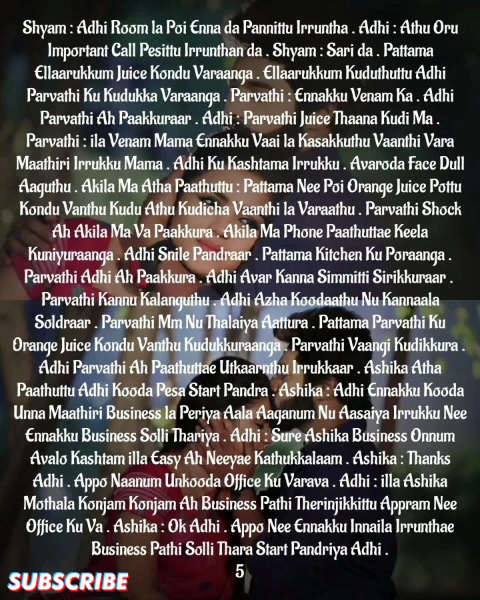 Shyam : Adhi Room la Poi Enna da Pannittu Irruntha . Adhi : Athu Oru
Important Call Pesittu Irrunthan da . Shyam : Sari da . Pattama
Ellaarukkum Juice Kondu Varaanga . Ellaarukkum Kuduthuttu Adhi
Parvathi Ku Kudukka Varaanga . Parvathi : Ennakku Venam Ka . Adhi
Parvathi Ah Paakkuraar . Adhi : Parvathi Juice Thaana Kudi Ma .
Parvathi : ila Venam Mama Ennakku Vaai la Kasakkuthu Vaanthi Vara
Maathiri Irrukku Mama . Adhi Ku Kashtama Irrukku . Avaroda Face Dull
Aaguthu . Akila Ma Atha Paathuttu : Pattama Nee Poi Orange Juice Pottu
Kondu Vanthu Kudu Athu Kudicha Vaanthi la Varaathu . Parvathi Shock
Ah Akila Ma Va Paakkura . Akila Ma Phone Paathuttae Keela
Kuniyuraanga . Adhi Snile Pandraar . Pattama Kitchen Ku Poraanga .
Parvathi Adhi Ah Paakkura . Adhi Avar Kanna Simmitti Sirikkuraar .
Parvathi Kannu Kalanguthu . Adhi Azha Koodaathu Nu Kannaala
Soldraar . Parvathi Mm Nu Thalaiya Aattura . Pattama Parvathi Ku
Orange Juice Kondu Vanthu Kudukkuraanga . Parvathi Vaangi Kudikkura .
Adhi Parvathi Ah Paathuttae Utkaarnthu Irrukkaar . Ashika Atha
Paathuttu Adhi Kooda Pesa Start Pandra . Ashika : Adhi Ennakku Kooda
Unna Maathiri Business la Periya Aala Aaganum Nu Aasaiya Irrukku Nee
Ennakku Business Solli Thariya . Adhi : Sure Ashika Business Onnum
Avalo Kashtam illa Easy Ah Neeyae Kathukkalaam . Ashika : Thanks
Adhi . Appo Naanum Unkooda Office Ku Varava . Adhi : illa Ashika
Mothala Konjam Konjam Ah Business Pathi Therinjikkittu Appram Nee
Office Ku Va . Ashika : Ok Adhi . Appo Nee Ennakku Innaila Irrunthae
Business Pathi Solli Thara Start Pandriya Adhi .
5
SUBSCRIBE